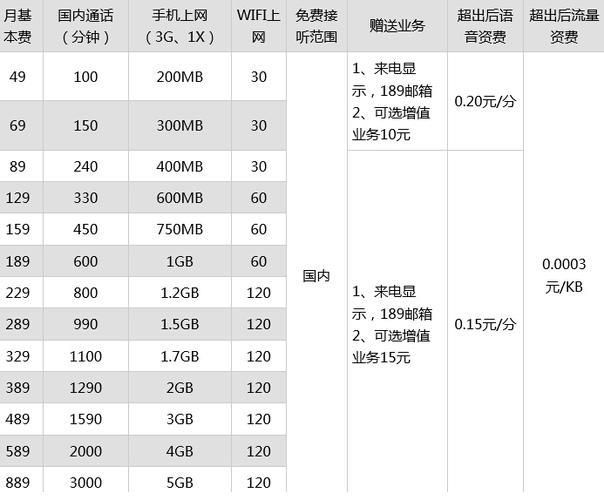 月基本费 国内通话（分钟） 手机上网（3G、1X） WIFI上网 免费接听范围 赠送业务 超出后语音资费 超出后流量资费
49 100 200MB 30
69 150 300MB 30
1、来电显
示，189邮箱
2、可选增值
业务10元
0.20元/分
89 240 400MB 30
129 330 600MB 60
159 450 750MB 60
189 600 1GB 60
229 800 1.2GB 120
289 990 1.5GB 120
329 1100 1.7GB 120
389 1290 2GB 120
489 1590 3GB 120
589 2000 4GB 120
889 3000 5GB 120
国内
1、来电显
示，189邮箱
2、可选增值
业务15元
0.15元/分
0.0003
元/KB